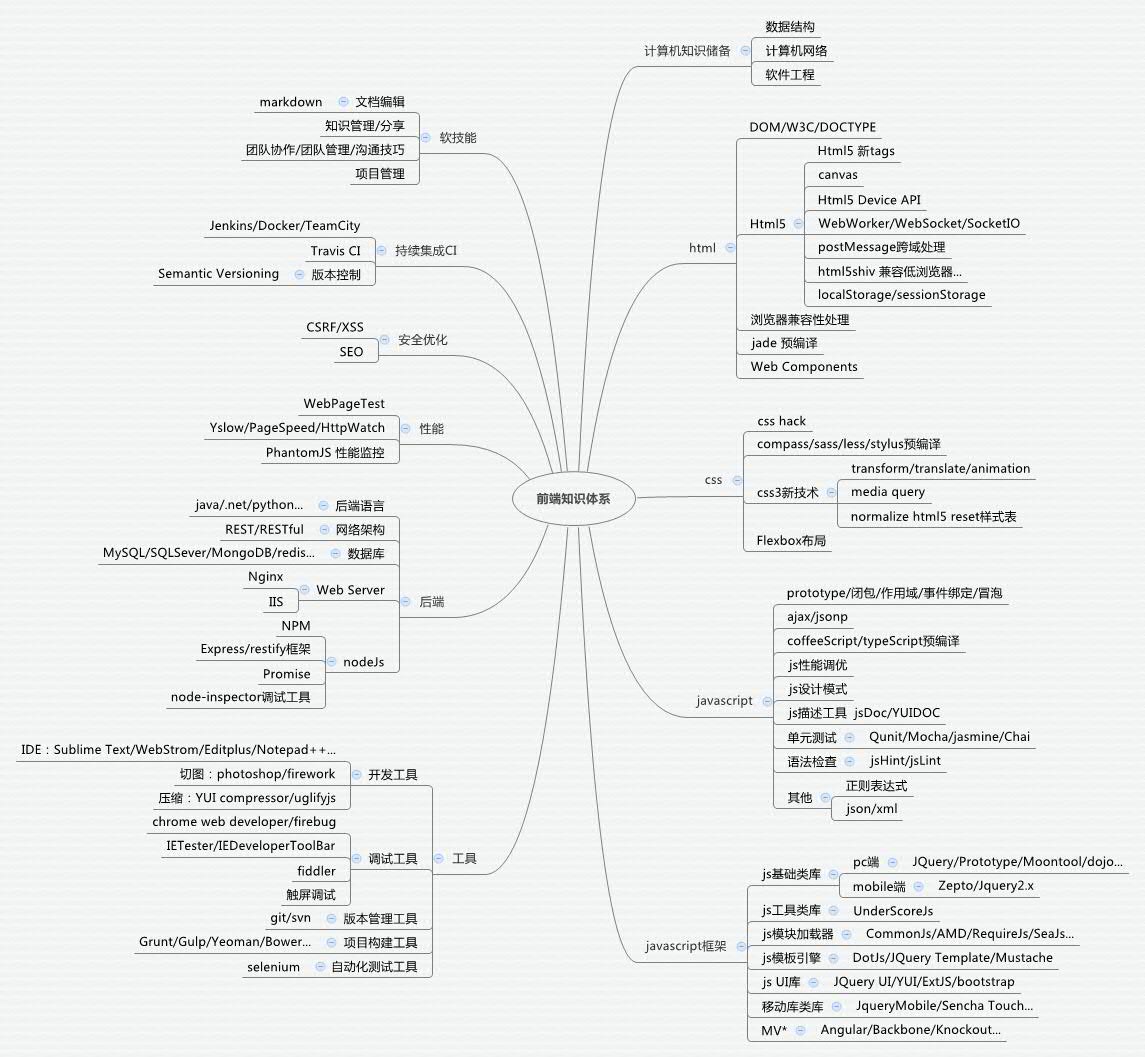 前端知识体系
计算机知识储备
数据结构
计算机网络
软件工程
html
DOM/W3C/DOCTYPE
Html5
Html5 新tags
canvas
Html5 Device API
WebWorker/WebSocket/SocketIO
postMessage跨域处理
html5shiv 兼容低浏览器...
localStorage/sessionStorage
浏览器兼容性处理
jade 预编译
Web Components
css
css hack
compass/sass/less/stylus预编译
css3新技术
transform/translate/animation
media query
normalize html5 reset样式表
Flexbox布局
javascript
prototype/闭包/作用域/事件绑定/冒泡
ajax/jsonp
coffeeScript/typeScript预编译
js性能调优
js设计模式
js描述工具 jsDoc/YUIDOC
单元测试
Qunit/Mocha/jasmine/Chai
语法检查
jsHint/jsLint
其他
正则表达式
json/xml
javascript框架
js基础类库
pc端
JQuery/Prototype/Moontool/dojo...
mobile端
Zepto/Jquery2.x
js工具类库
UnderScoreJs
js模块加载器
CommonJs/AMD/RequireJs/SeaJs...
js模板引擎
DotJs/JQuery Template/Mustache
js UI库
JQuery UI/YUI/ExtJS/bootstrap
移动库类库
JqueryMobile/Sencha Touch...
MV*
Angular/Backbone/Knockout...
软技能
文档编辑
markdown
知识管理/分享
团队协作/团队管理/沟通技巧
项目管理
持续集成CI
Jenkins/Docker/TeamCity
Travis CI
版本控制
Semantic Versioning
安全优化
CSRF/XSS
SEO
性能
WebPageTest
Yslow/PageSpeed/HttpWatch
PhantomJS 性能监控
后端
后端语言
java/.net/python...
网络架构
REST/RESTful
数据库
MySQL/SQLSever/MongoDB/redis...
Web Server
Nginx
IIS
nodeJs
NPM
Express/restify框架
Promise
node-inspector调试工具
工具
开发工具
IDE：Sublime Text/WebStrom/Editplus/Notepad++...
切图：photoshop/firework
压缩：YUI compressor/uglifyjs
调试工具
chrome web developer/firebug
IETester/IEDeveloperToolBar
fiddler
触屏调试
版本管理工具
git/svn
项目构建工具
Grunt/Gulp/Yeoman/Bower...
自动化测试工具
selenium